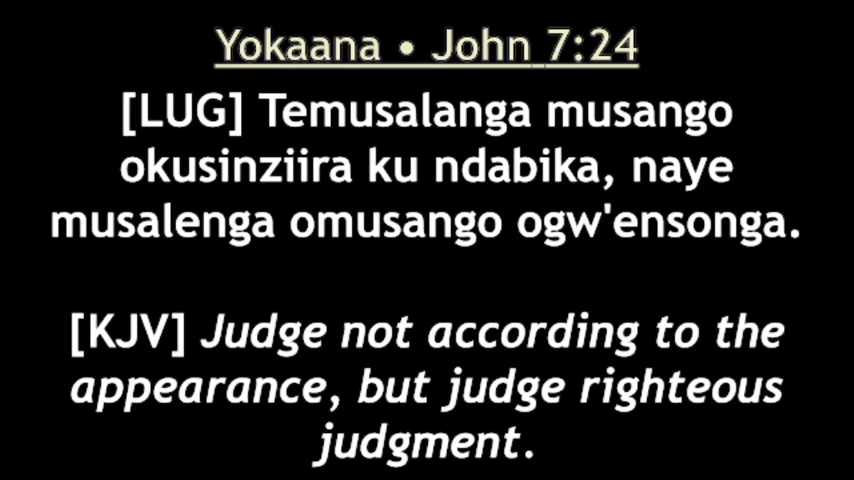 Yokaana • John 7:24
[LUG] Temusalanga musango
okusinziira ku ndabika, naye
musalenga omusango ogw'ensonga.
[KJV] Judge not according to the
appearance, but judge righteous
judgment.